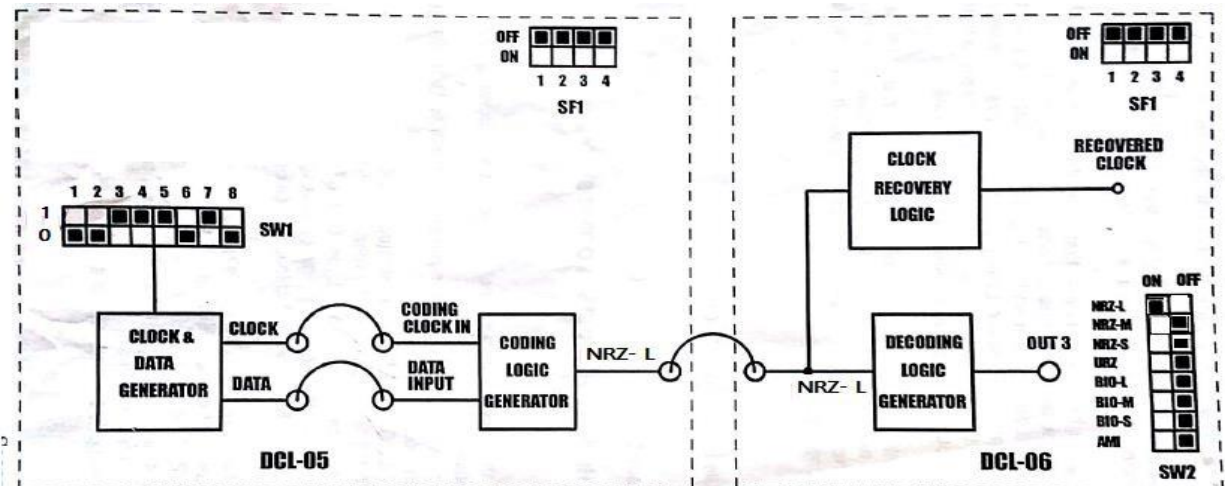 OFF
ON
1 2 3 4
SF1
OFF
ON
1 2 3 4
SF1
CLOCK
RECOVERY
LOGIC
RECOVERED
CLOCK
1 2 3 4 5 6 7 8
1
0
SW1
CLOCK &
DATA
GENERATOR
CLOCK
DATA
CODING
CLOCK IN
DATA
INPUT
CODING
LOGIC
GENERATOR
NRZ- L
NRZ- L
DECODING
LOGIC
GENERATOR
OUT 3
ON OFF
NRZ-L
NRZ-M
NRZ-S
URZ
BIO-L
BIO-M
BIO-S
AMI
SW2
DCL-05
DCL-06